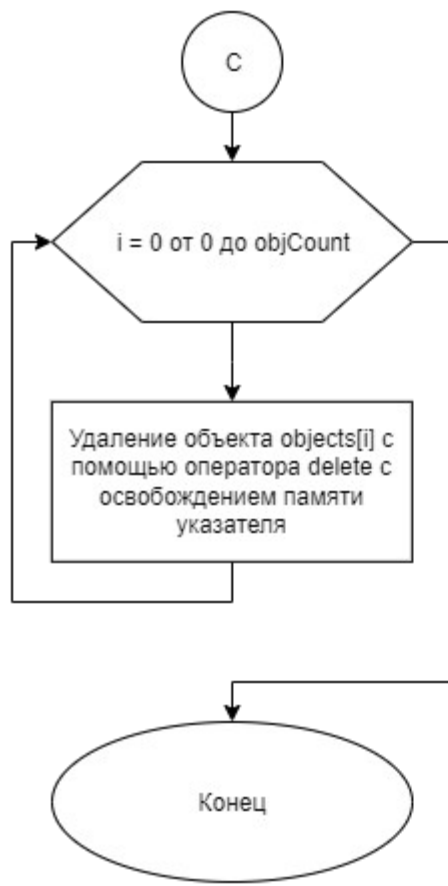 С
i = 0 от 0 до objCount
Удаление объекта objects[i] с
помощью оператора delete с
освобождением памяти
указателя
Конец